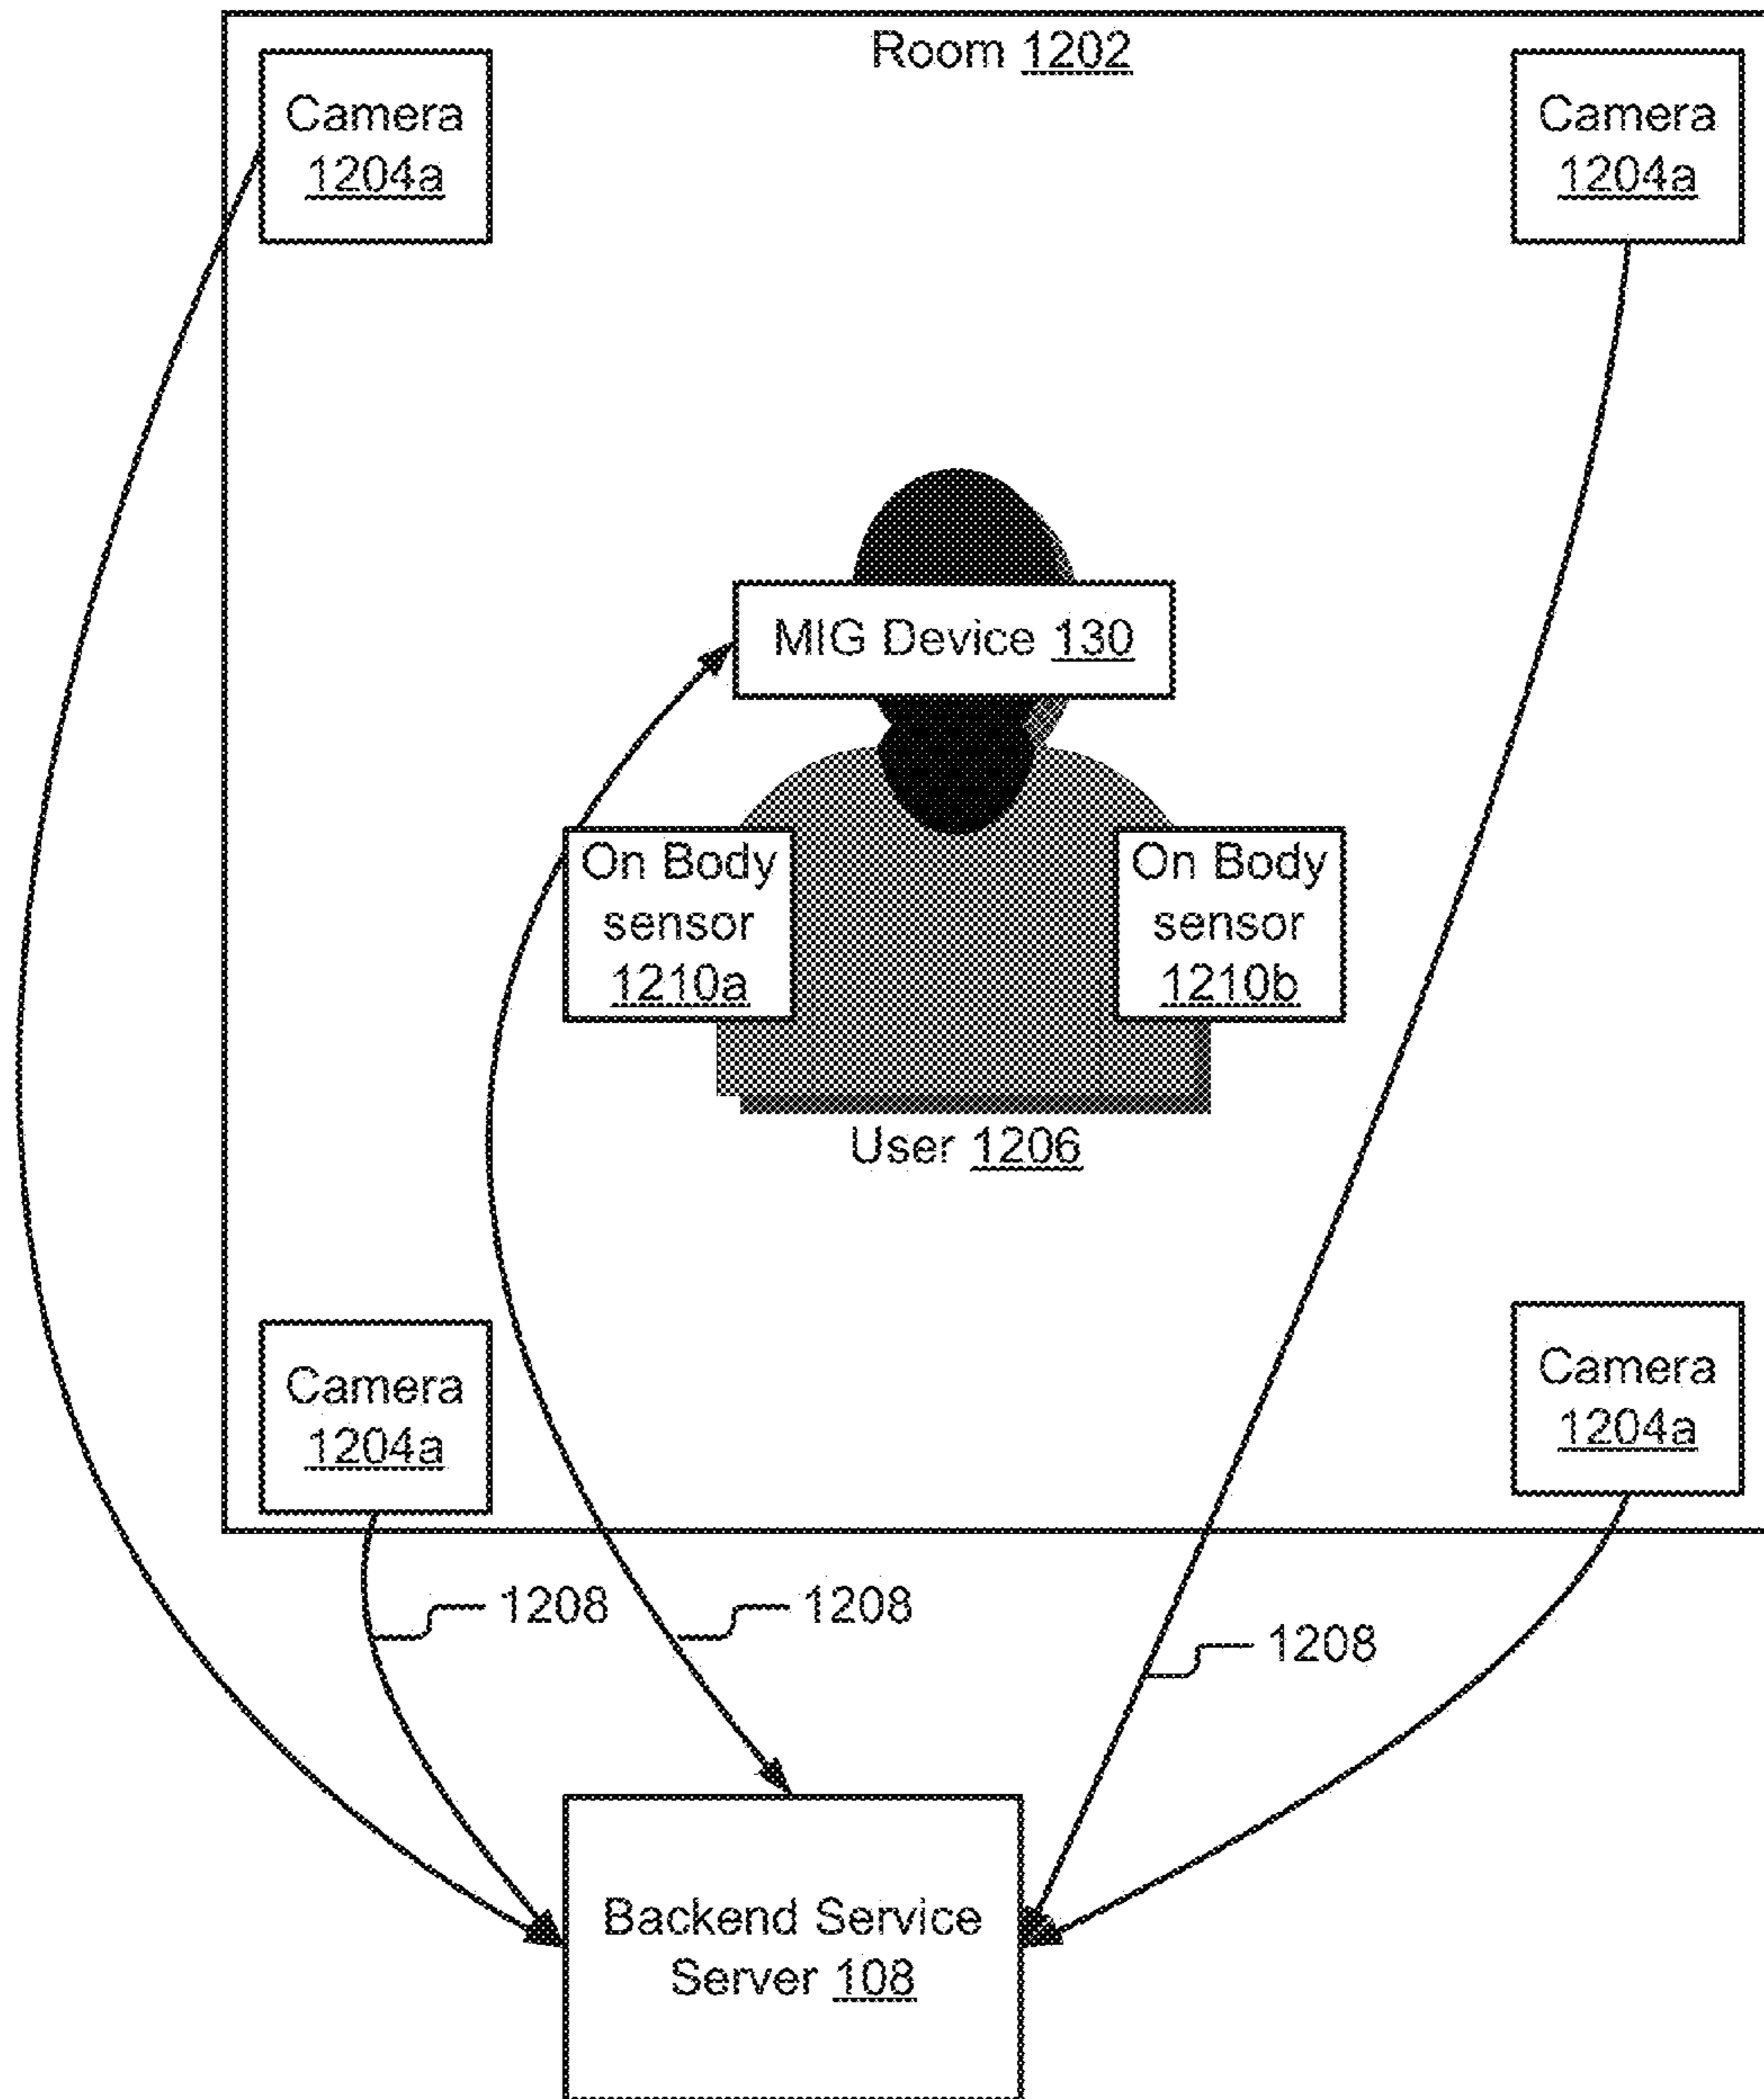 Room 1202
Camera
1204a
Camera
1204a
MIG Device 130
On Body
sensor
1210a
On Body
sensor
1210b
User 1206
Camera
1204a
Camera
1204a
1208
1208
1208
Backend Service
Server 108